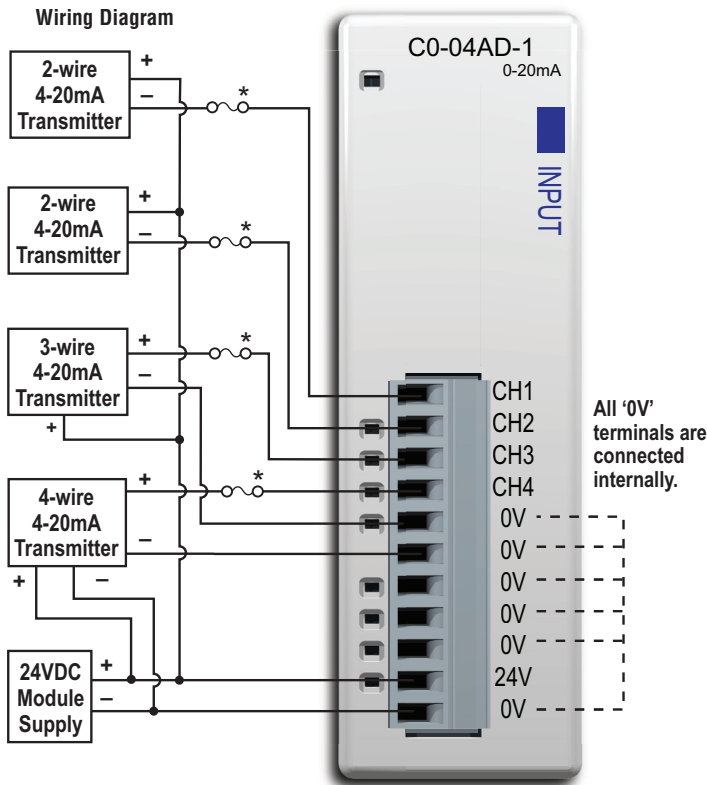 Wiring Diagram
C0-04AD-1
0-20mA
INPUT
2-wire
4-20mA
Transmitter
+
–
*
2-wire
4-20mA
Transmitter
+
–
*
3-wire
4-20mA
Transmitter
+
–
+
*
4-wire
4-20mA
Transmitter
+
–
+
–
*
24VDC
Module
Supply
+
–
CH1
CH2
CH3
CH4
0V
0V
0V
0V
0V
24V
0V
All ‘0V’
terminals are
connected
internally.